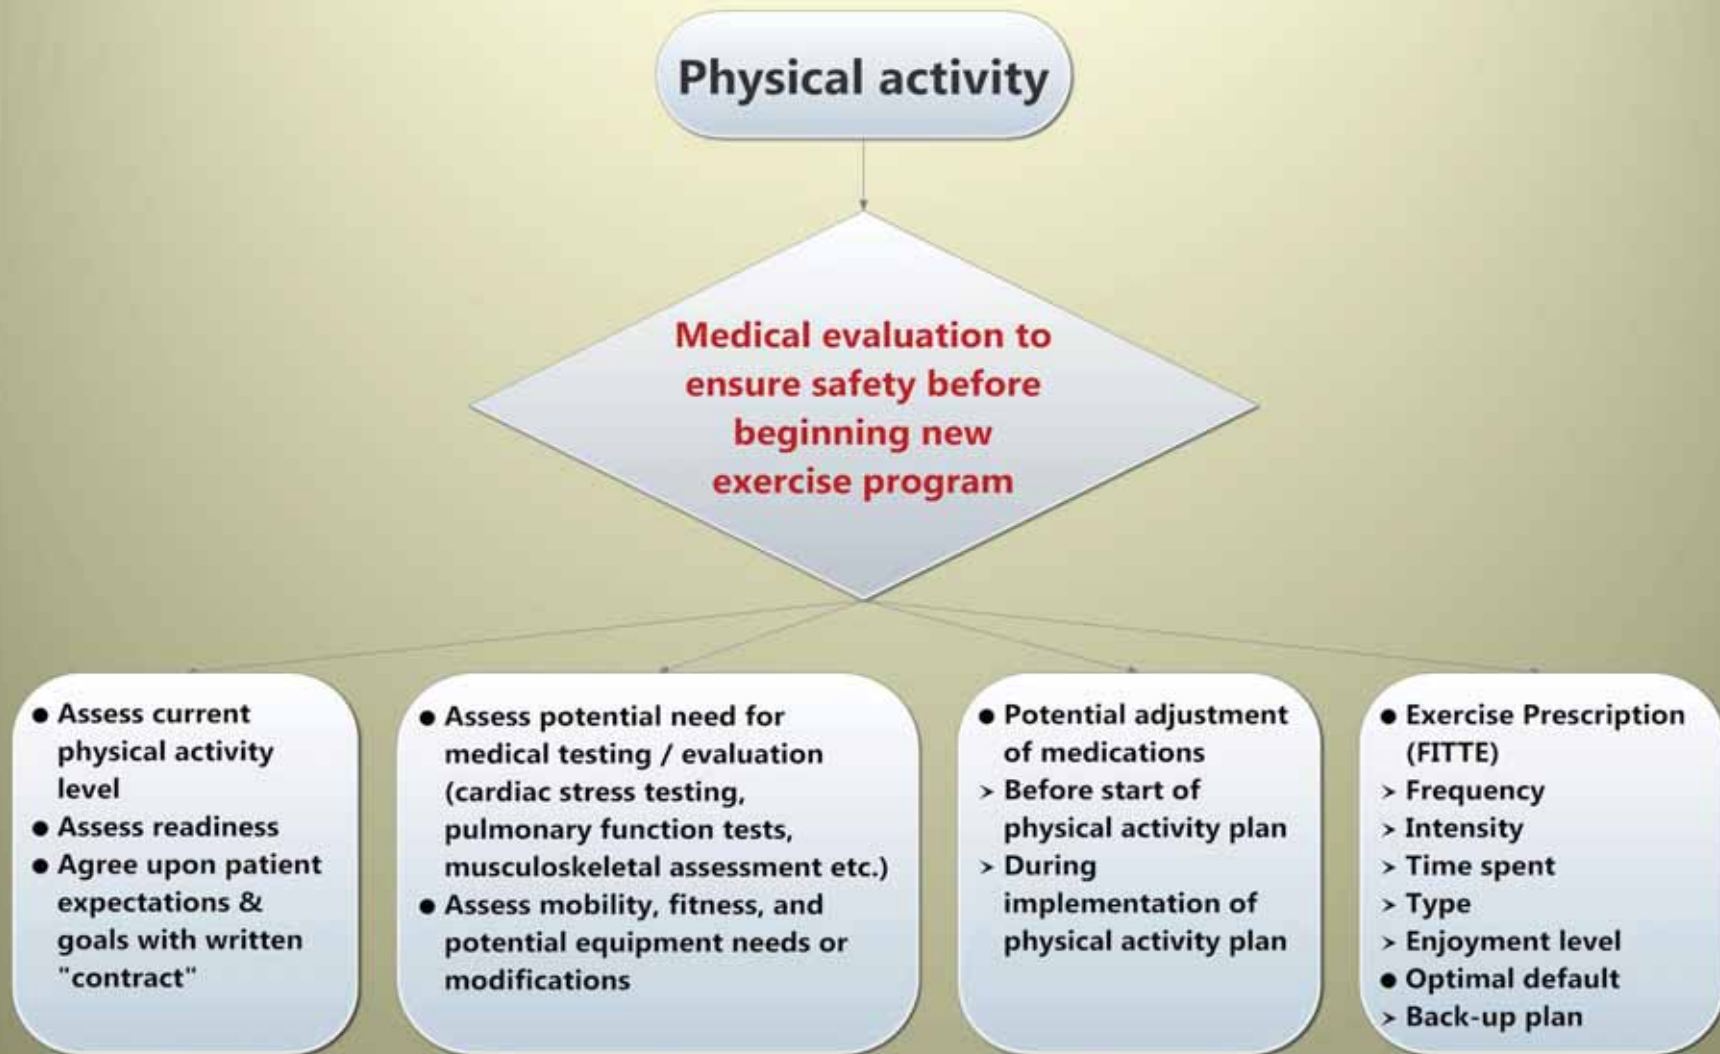 Physical activity
Medical evaluation to
ensure safety before
beginning new
exercise program
● Assess current
physical activity
level
● Assess readiness
● Agree upon patient
expectations &
goals with written
"contract"
● Assess potential need for
medical testing / evaluation
(cardiac stress testing,
pulmonary function tests,
musculoskeletal assessment etc.)
● Assess mobility, fitness, and
potential equipment needs or
modifications
● Potential adjustment
of medications
➢ Before start of
physical activity plan
➢ During
implementation of
physical activity plan
● Exercise Prescription
(FITTE)
➢ Frequency
➢ Intensity
➢ Time spent
➢ Type
➢ Enjoyment level
● Optimal default
➢ Back-up plan